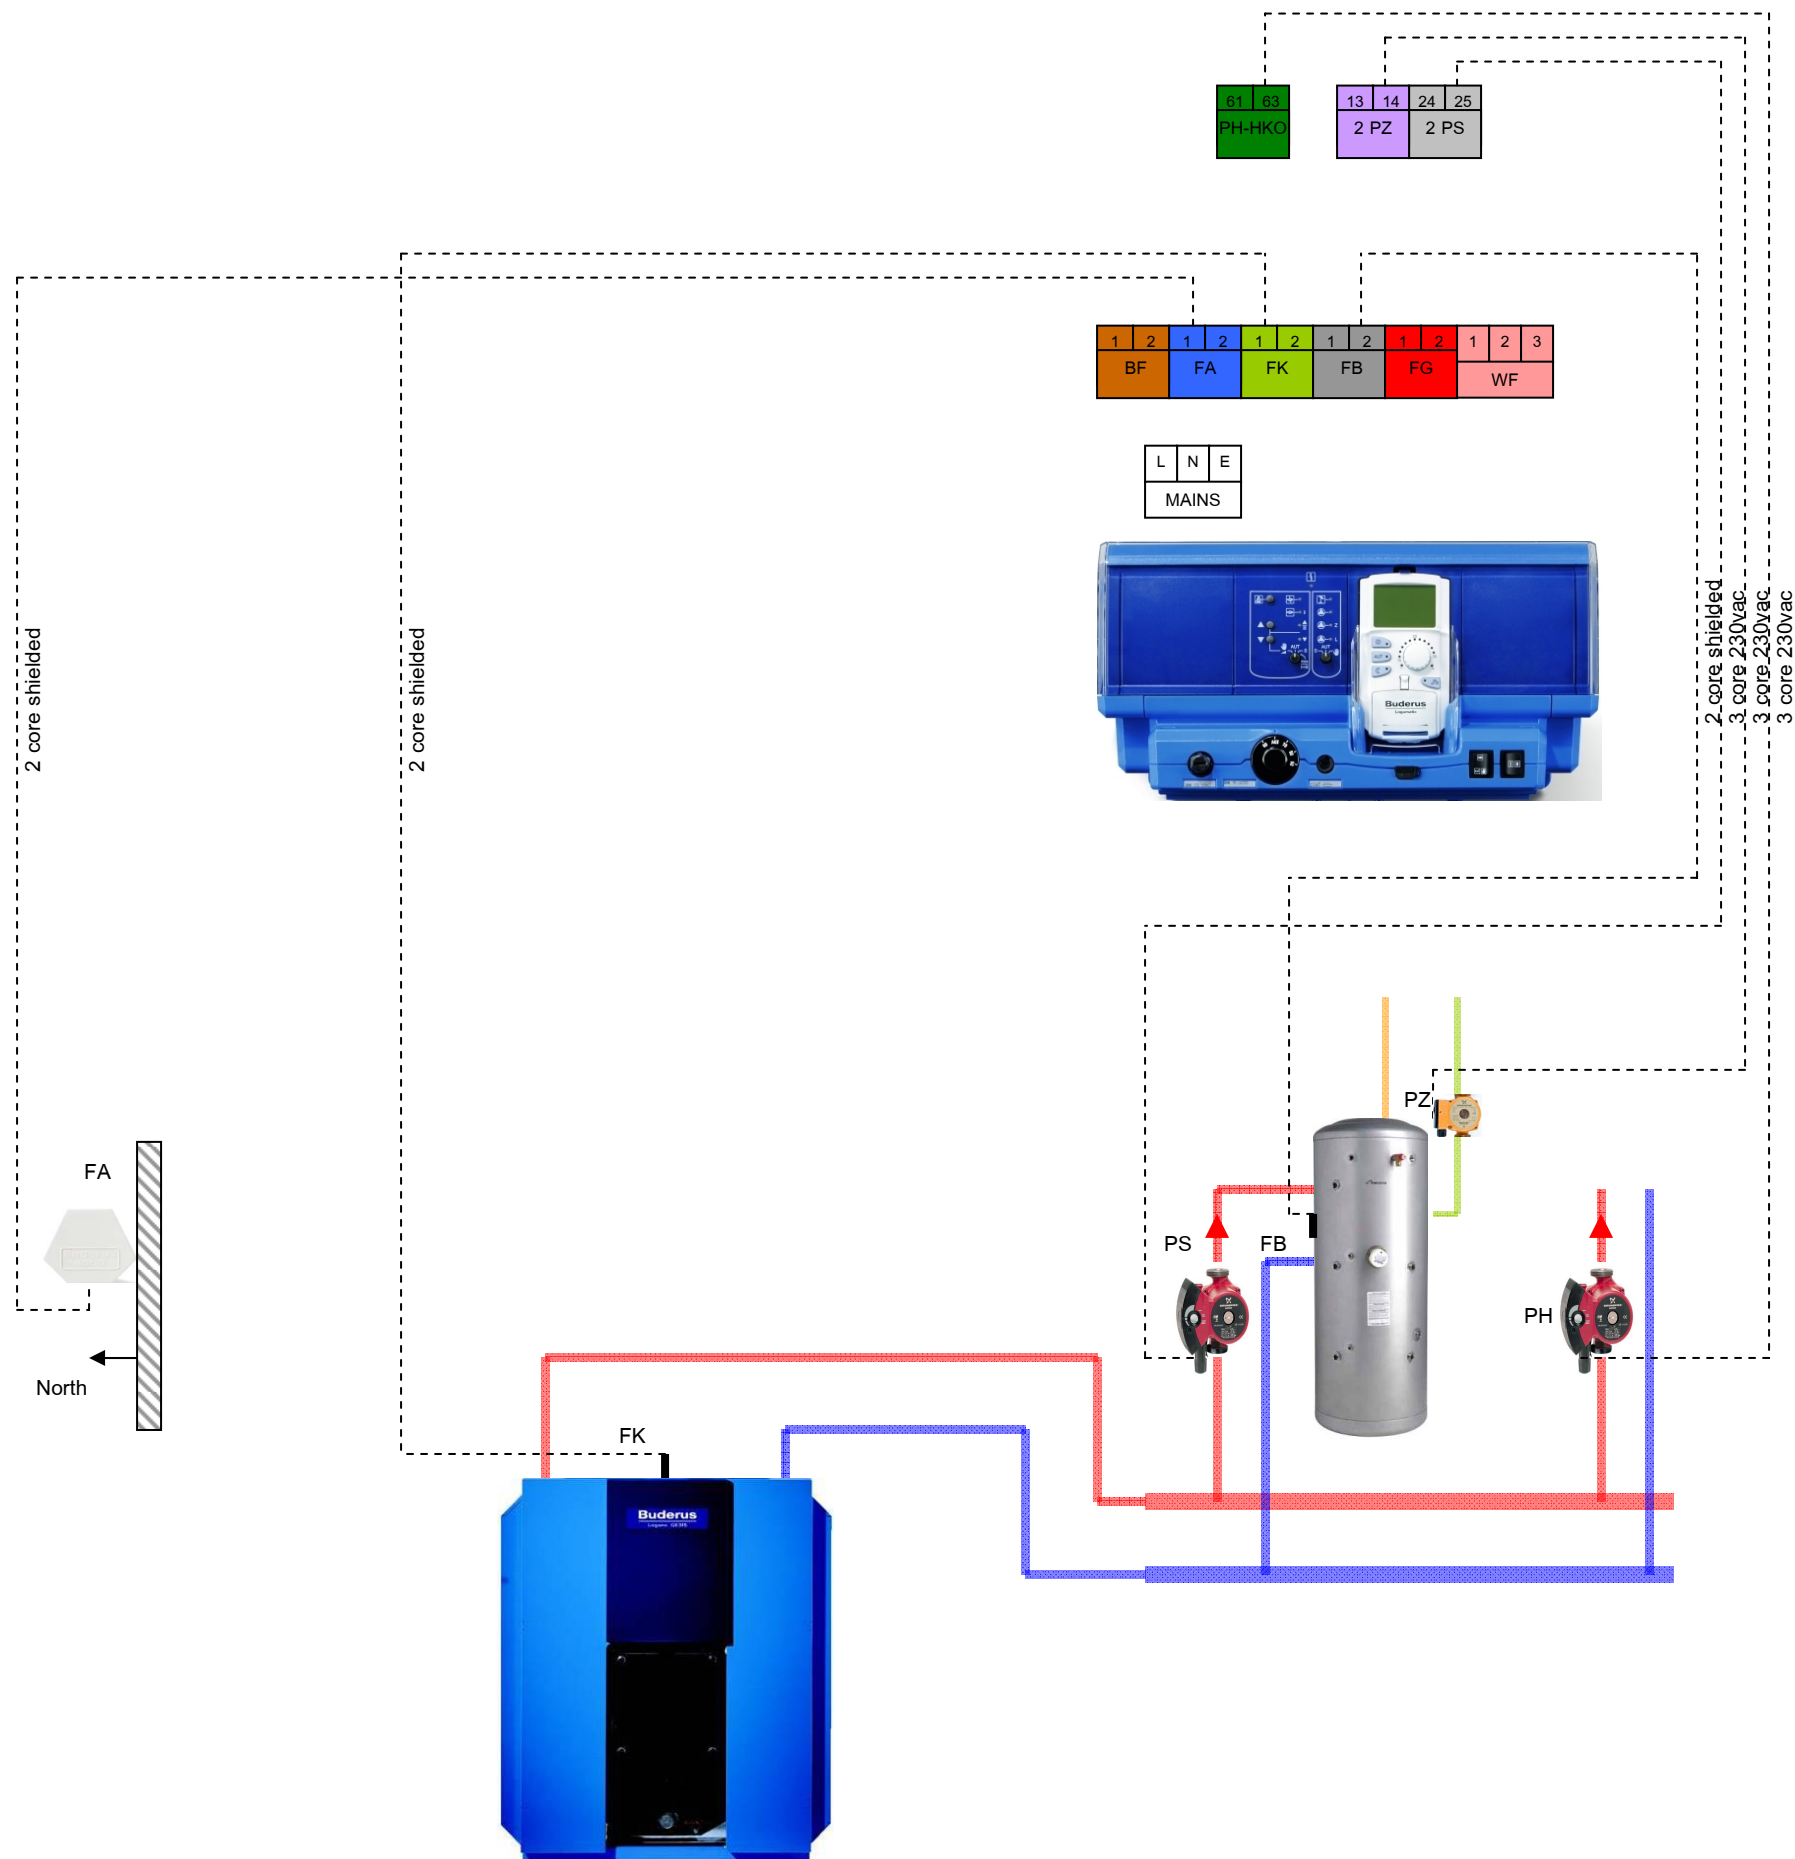 61 63
PH-HKO
13 14 24 25
2 PZ 2 PS
1 2 1 2 1 2 1 2 1 2 1 2 3
BF FA FK FB FG WF
L N E
MAINS
2 core shielded
2 core shielded
2 core shielded
3 core 230vac
3 core 230vac
3 core 230vac
AUT AUT
Buderus
Logamatic
PZ
FA
PS FB
PH
North
FK
Buderus